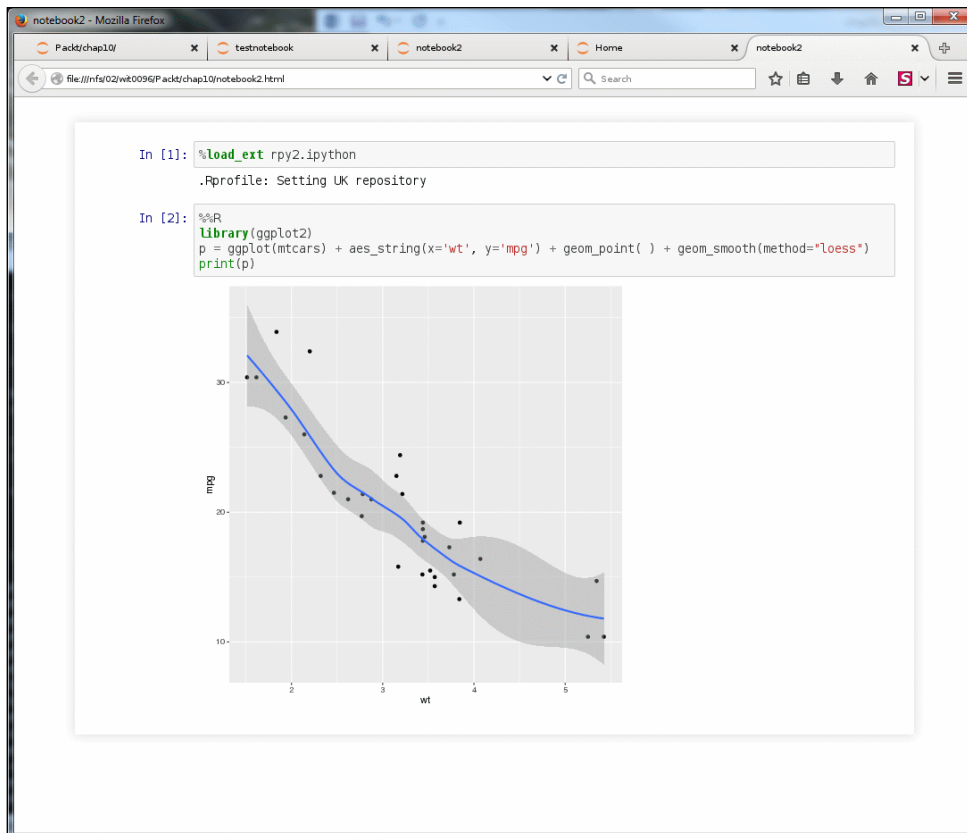 notebook2 - Mozilla Firefox
Packt/chap10/
testnotebook
notebook2
Home
notebook2
file:///nfs/02/wit0096/Packt/chap10/notebook2.html
Search
S
In [1]: %load_ext rpy2.ipython
.Rprofile: Setting UK repository
In [2]: %%R
library(ggplot2)
p = ggplot(mtcars) + aes_string(x='wt', y='mpg') + geom_point( ) + geom_smooth(method="loess")
print(p)
30
20
10
mpg
2 3 4 5
wt